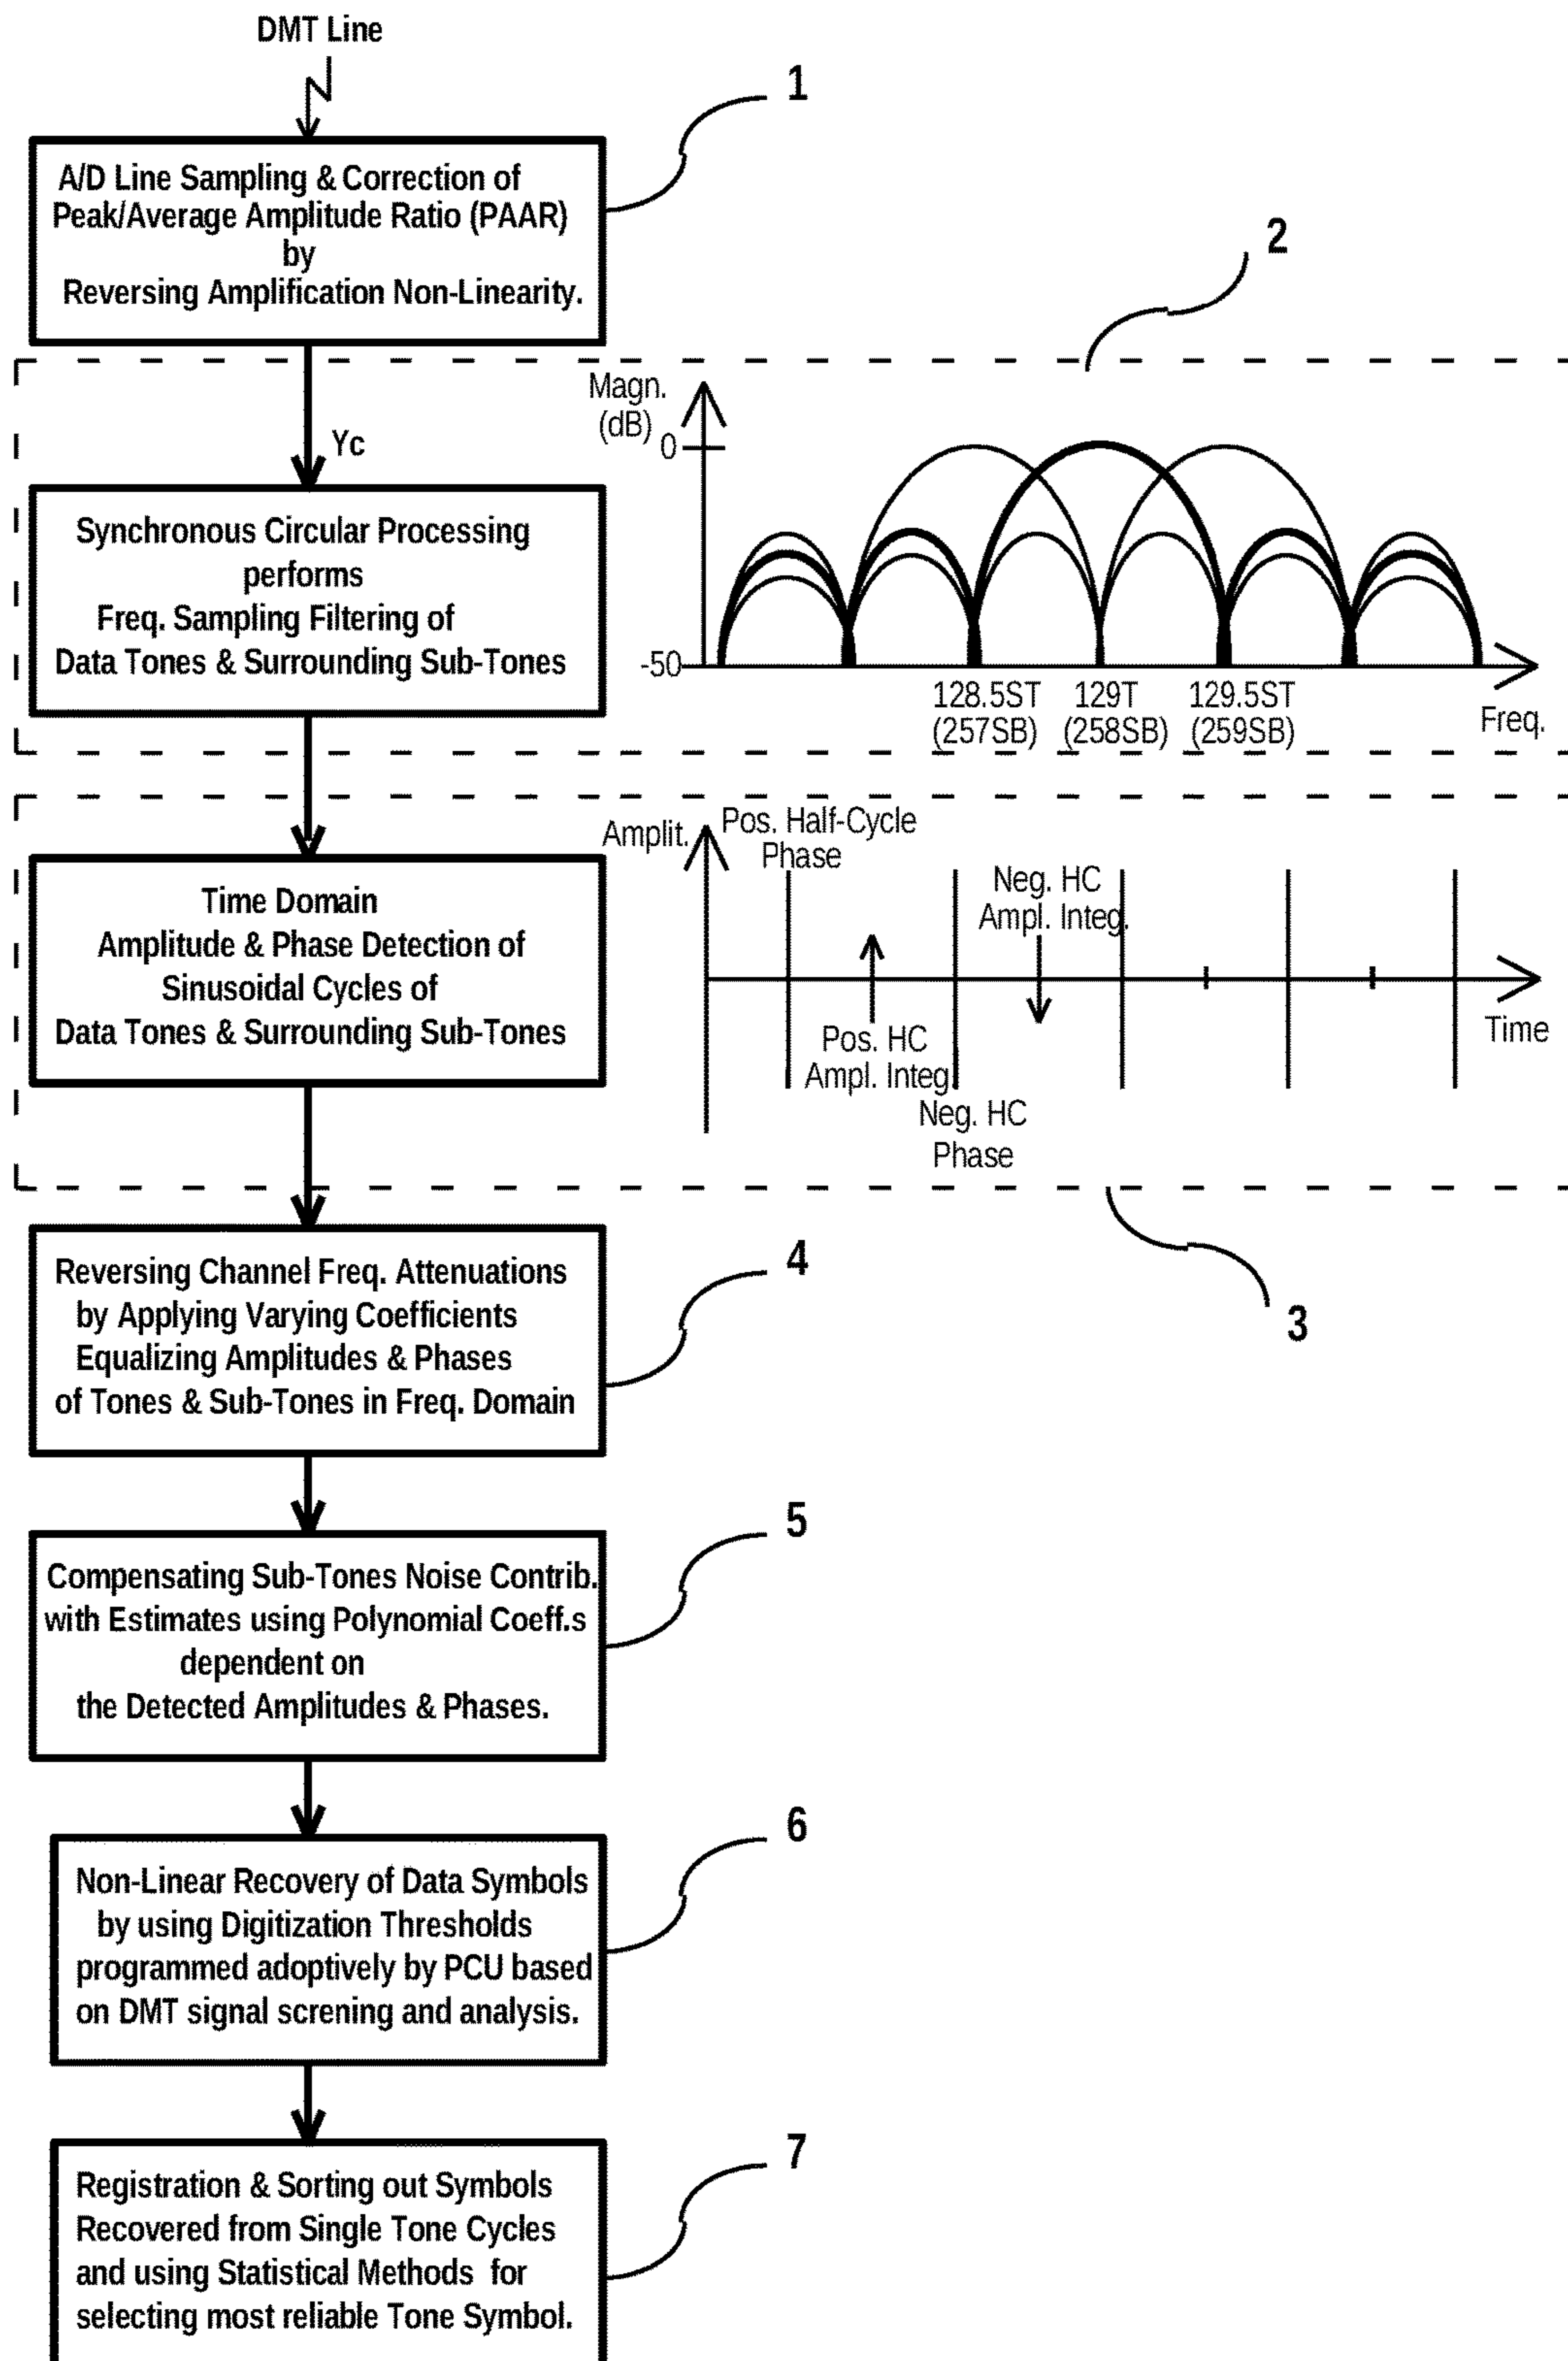 DMT Line
1
A/D Line Sampling & Correction of
Peak/Average Amplitude Ratio (PAAR)
by
Reversing Amplification Non-Linearity.
2
Yc
Synchronous Circular Processing
performs
Freq. Sampling Filtering of
Data Tones & Surrounding Sub-Tones
Magn.
(dB)
0
-50
128.5ST 129T 129.5ST
(257SB) (258SB) (259SB)
Freq.
Time Domain
Amplitude & Phase Detection of
Sinusoidal Cycles of
Data Tones & Surrounding Sub-Tones
Amplit.
Pos. Half-Cycle
Phase
Neg. HC
Ampl. Integ.
Pos. HC
Ampl. Integ.
Neg. HC
Phase
Time
3
Reversing Channel Freq. Attenuations
by Applying Varying Coefficients
Equalizing Amplitudes & Phases
of Tones & Sub-Tones in Freq. Domain
4
Compensating Sub-Tones Noise Contrib.
with Estimates using Polynomial Coeff.s
dependent on
the Detected Amplitudes & Phases.
5
Non-Linear Recovery of Data Symbols
by using Digitization Thresholds
programmed adoptively by PCU based
on DMT signal screning and analysis.
6
Registration & Sorting out Symbols
Recovered from Single Tone Cycles
and using Statistical Methods for
selecting most reliable Tone Symbol.
7